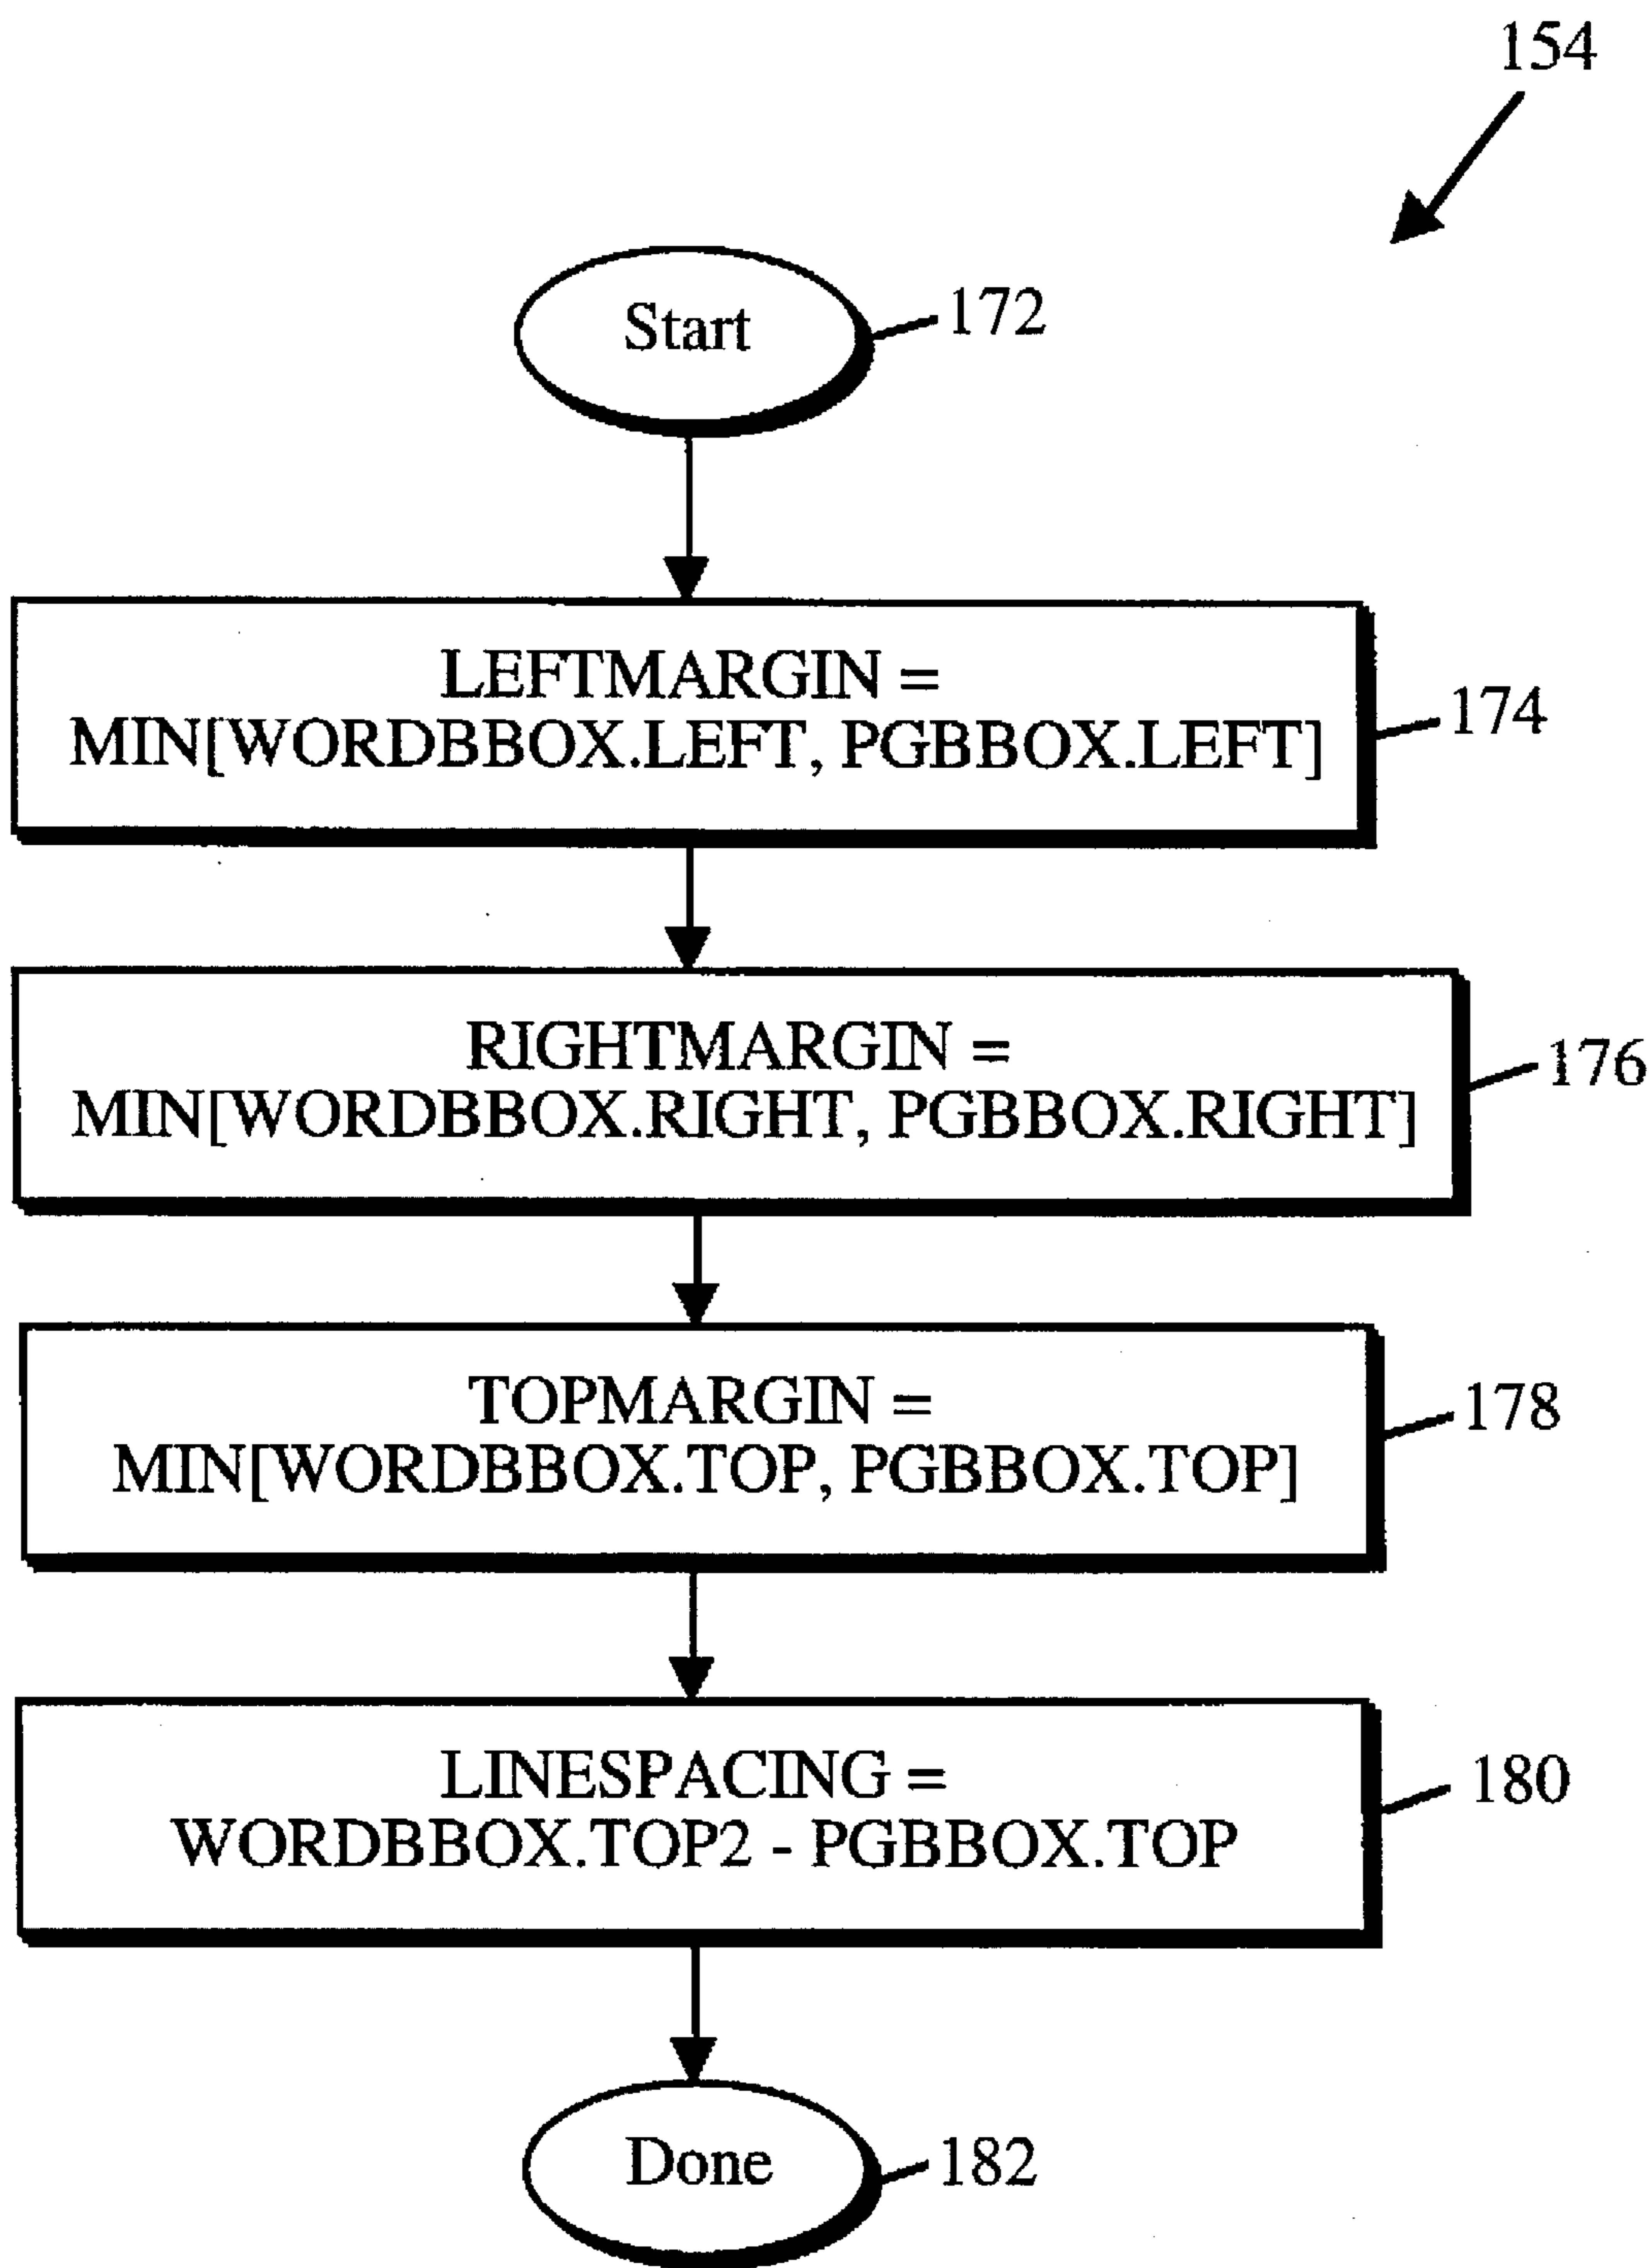 154
Start
172
LEFTMARGIN =
MIN[WORDBBOX.LEFT, PGBBOX.LEFT]
174
RIGHTMARGIN =
MIN[WORDBBOX.RIGHT, PGBBOX.RIGHT]
176
TOPMARGIN =
MIN[WORDBBOX.TOP, PGBBOX.TOP]
178
LINESPACING =
WORDBBOX.TOP2 - PGBBOX.TOP
180
Done
182